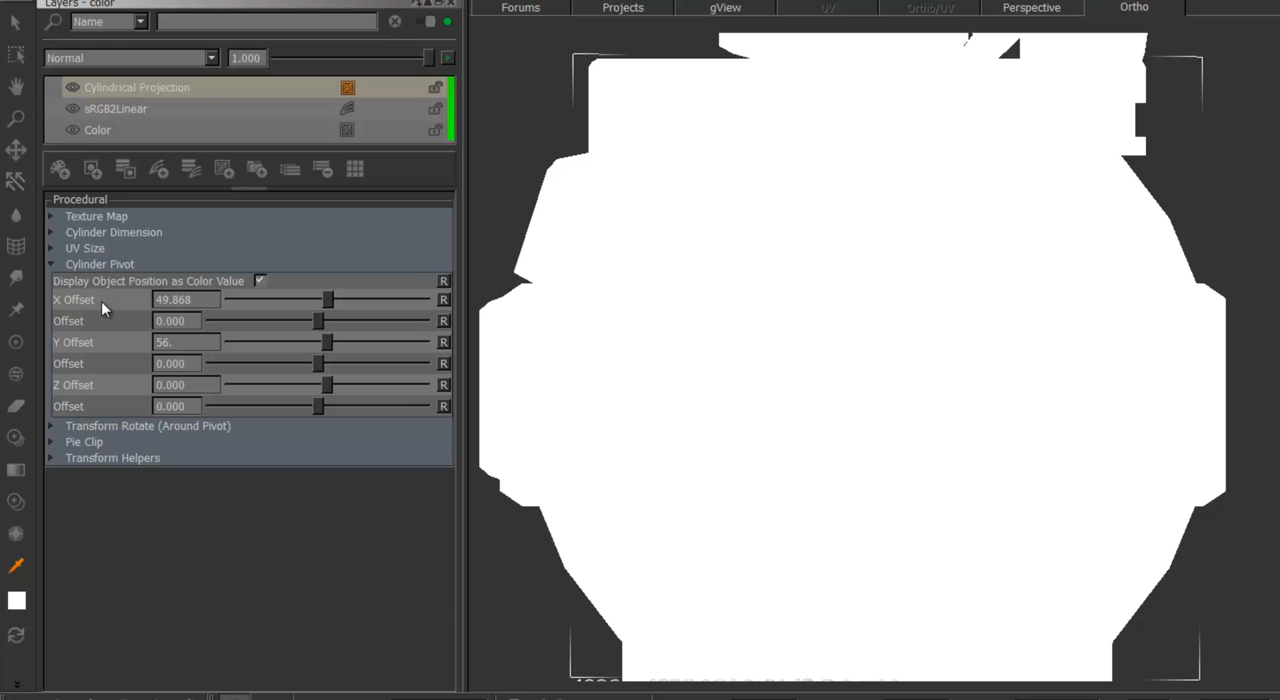 Layers - color
Forums Projects gView UV Ortho/UV Perspective Ortho
Name
Normal 1.000
Cylindrical Projection
sRGB2Linear
Color
Procedural
Texture Map
Cylinder Dimension
UV Size
Cylinder Pivot
Display Object Position as Color Value R
X Offset 49.868 R
Offset 0.000 R
Y Offset 56. R
Offset 0.000 R
Z Offset 0.000 R
Offset 0.000 R
Transform Rotate (Around Pivot)
Pie Clip
Transform Helpers